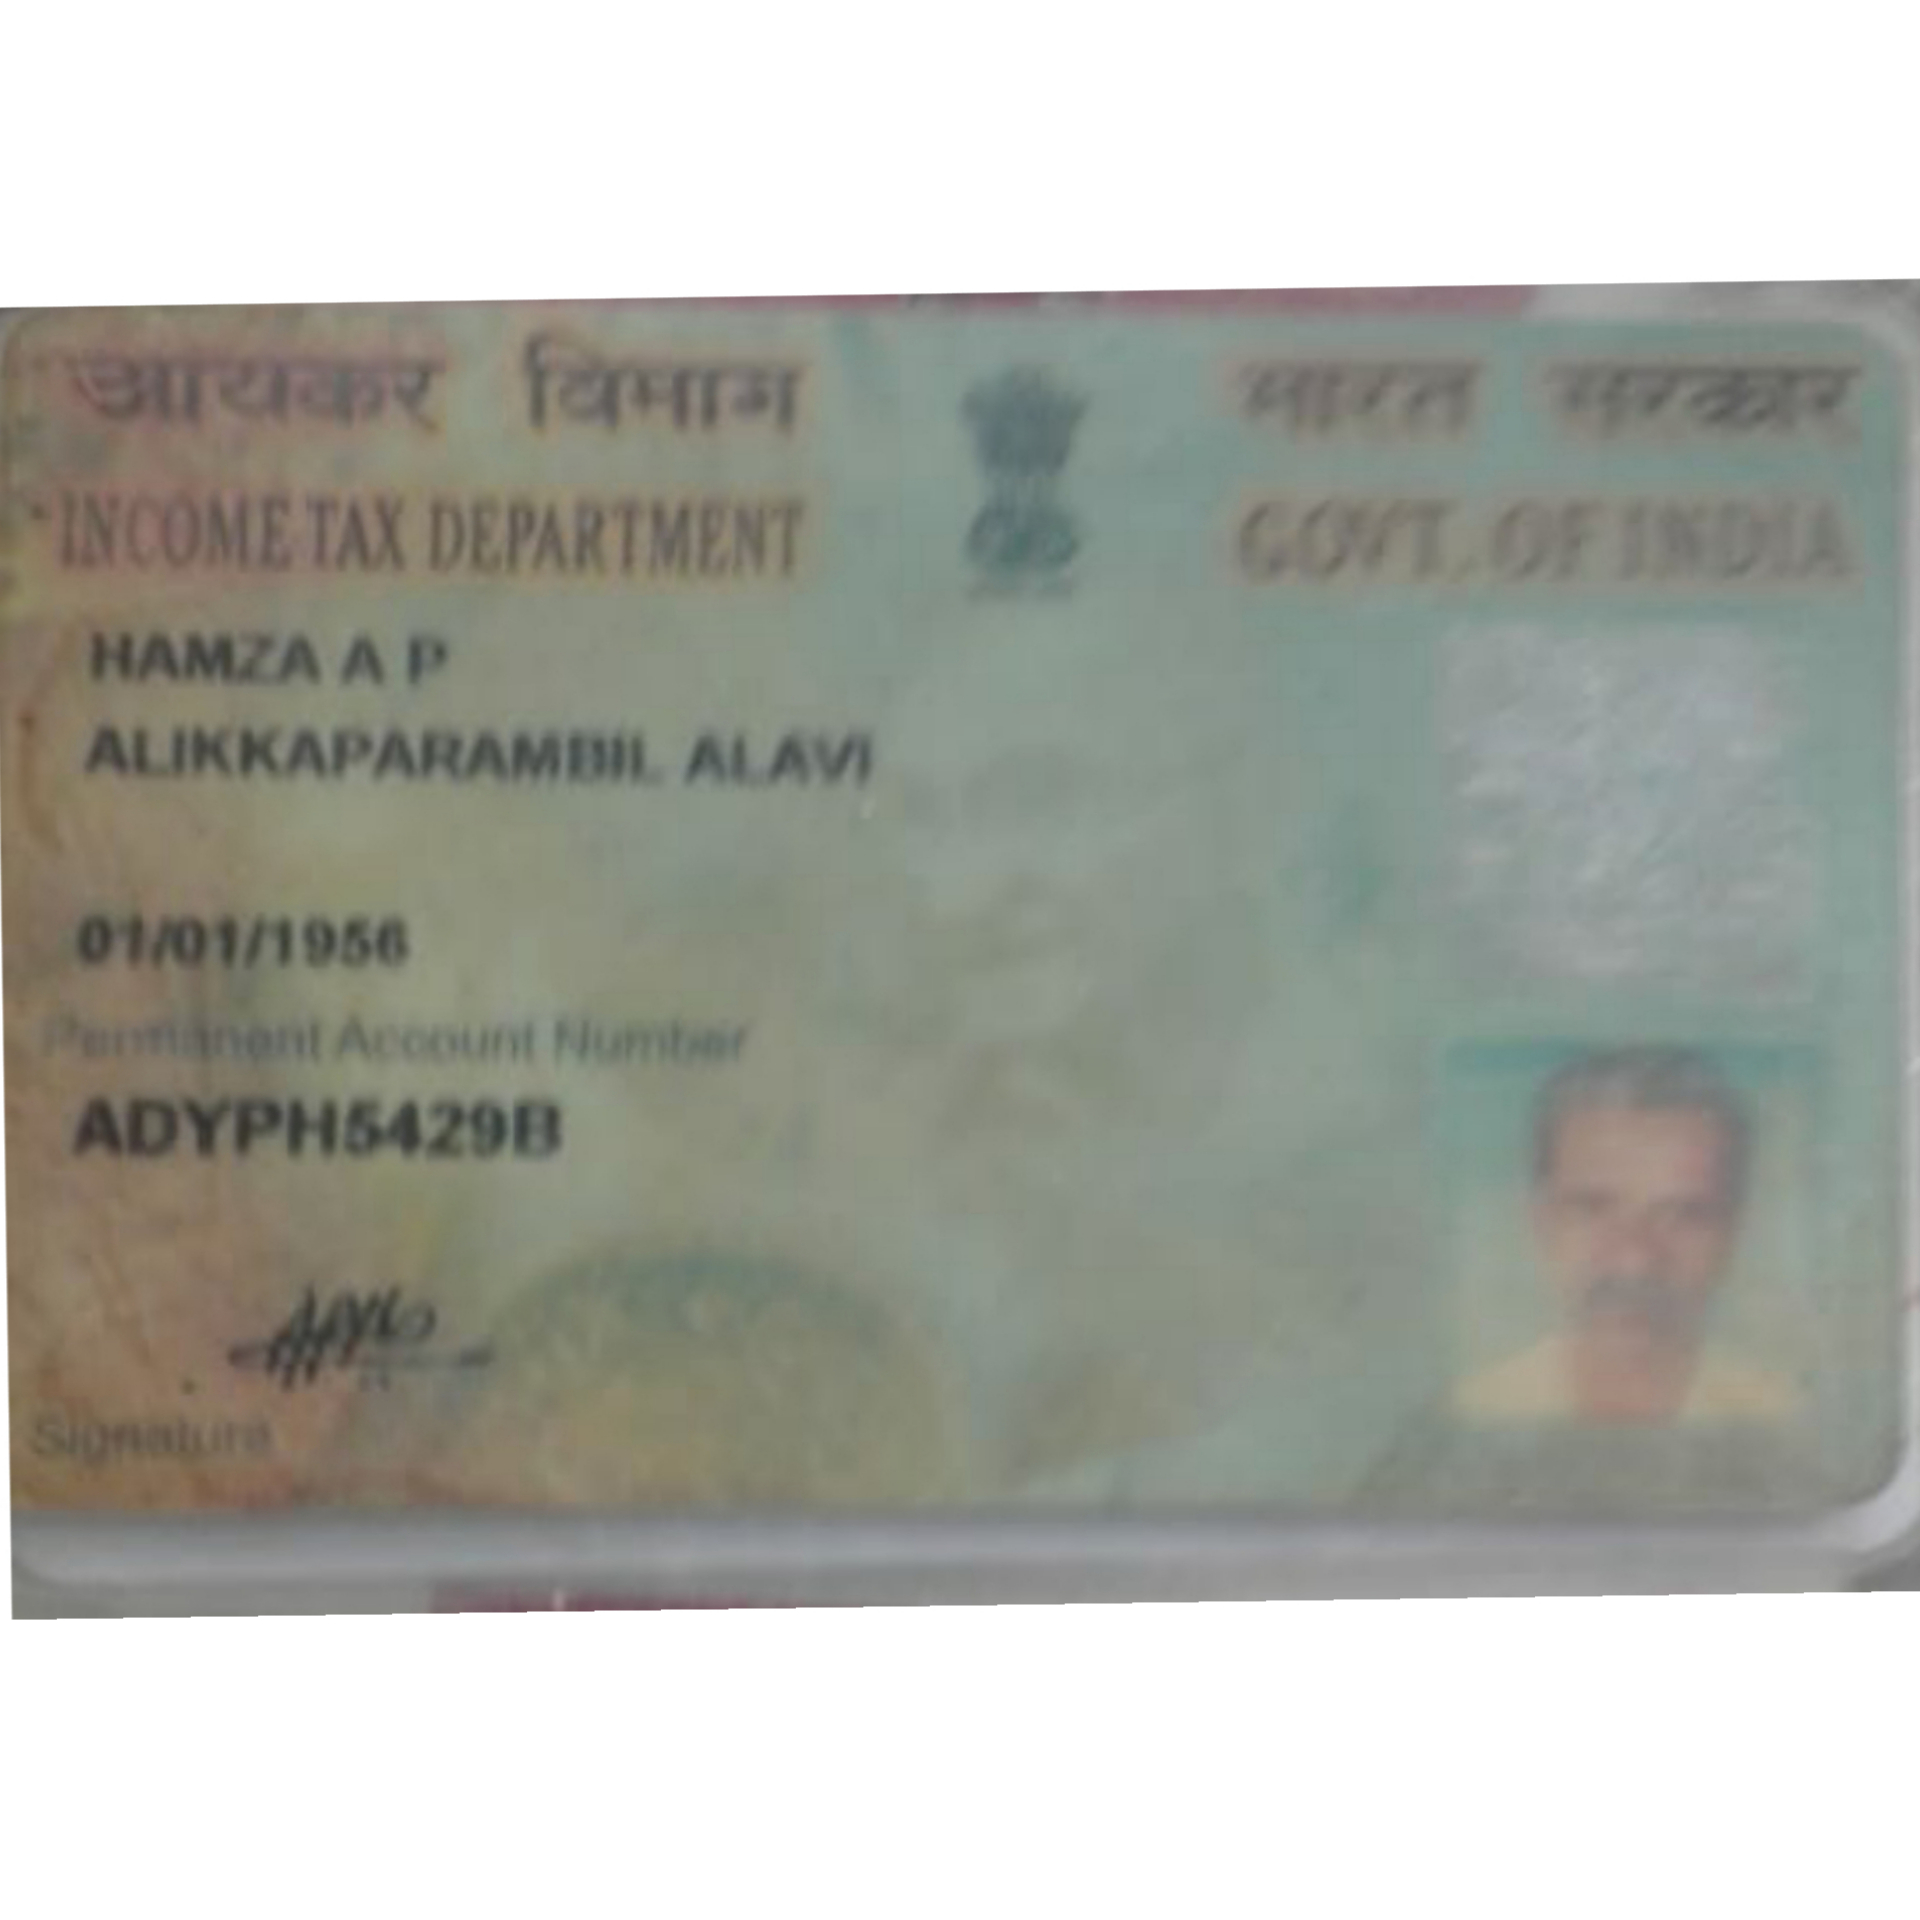 आयकर विभाग
भारत सरकार
INCOME TAX DEPARTMENT
GOVT. OF INDIA
HAMZA A P
ALIKKAPARAMBIL ALAVI
01/01/1956
Permanent Account Number
ADYPH5429B
Signature